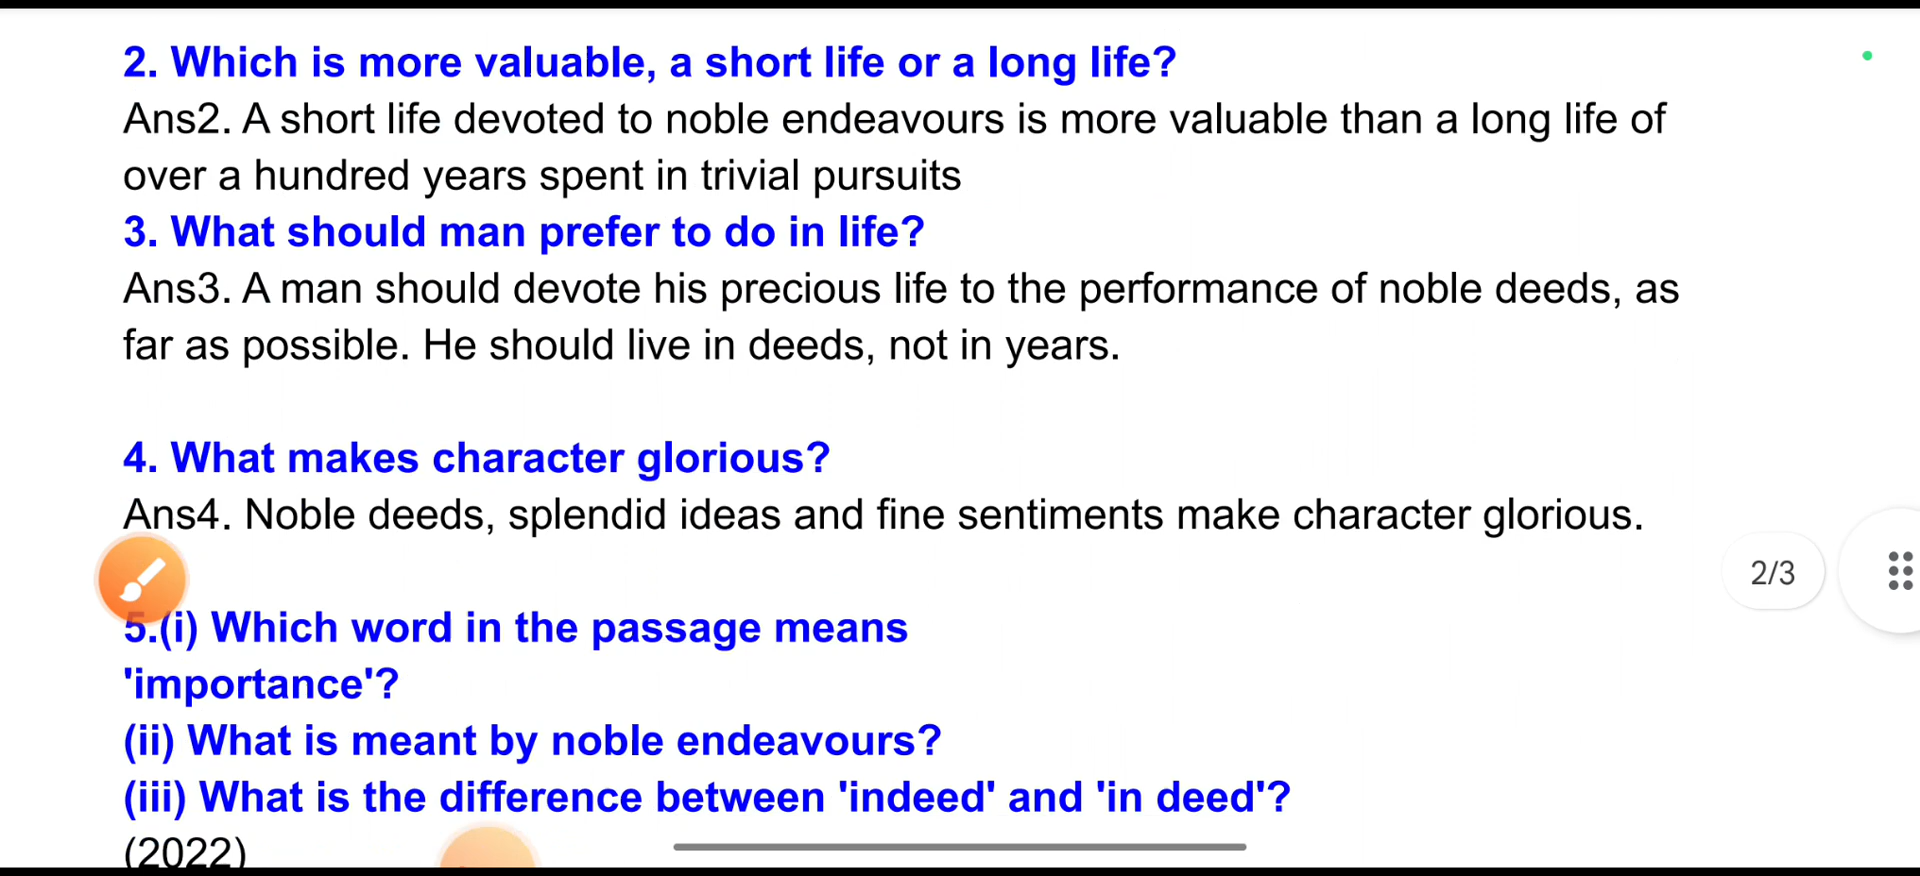 2. Which is more valuable, a short life or a long life?
Ans2. A short life devoted to noble endeavours is more valuable than a long life of
over a hundred years spent in trivial pursuits
3. What should man prefer to do in life?
Ans3. A man should devote his precious life to the performance of noble deeds, as
far as possible. He should live in deeds, not in years.
4. What makes character glorious?
Ans4. Noble deeds, splendid ideas and fine sentiments make character glorious.
2/3
5.(i) Which word in the passage means
'importance'?
(ii) What is meant by noble endeavours?
(iii) What is the difference between 'indeed' and 'in deed'?
(2022)